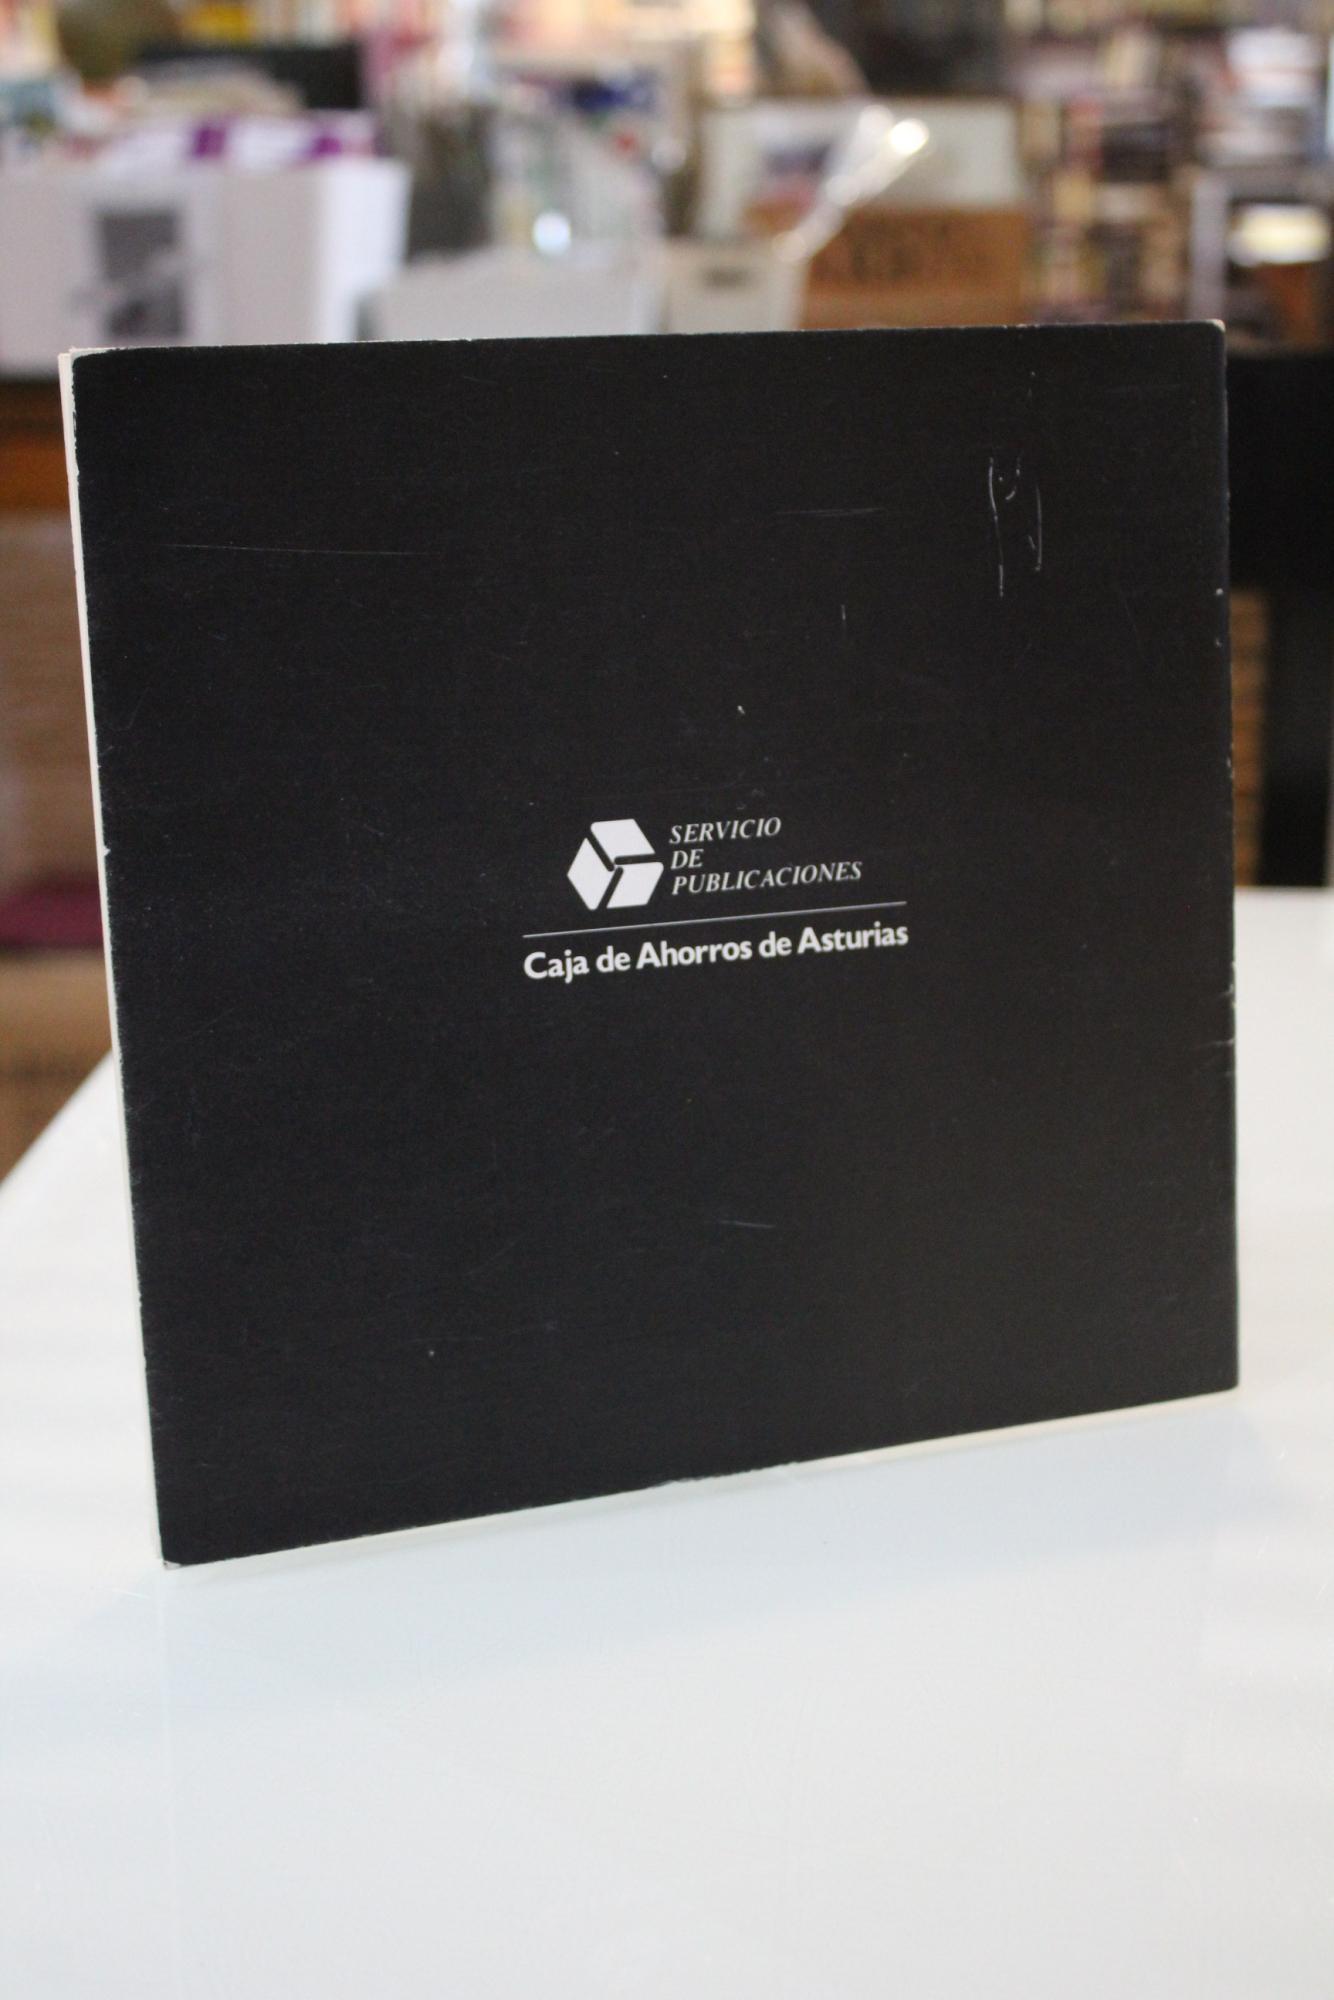 SERVICIO
DE
PUBLICACIONES
Caja de Ahorros de Asturias